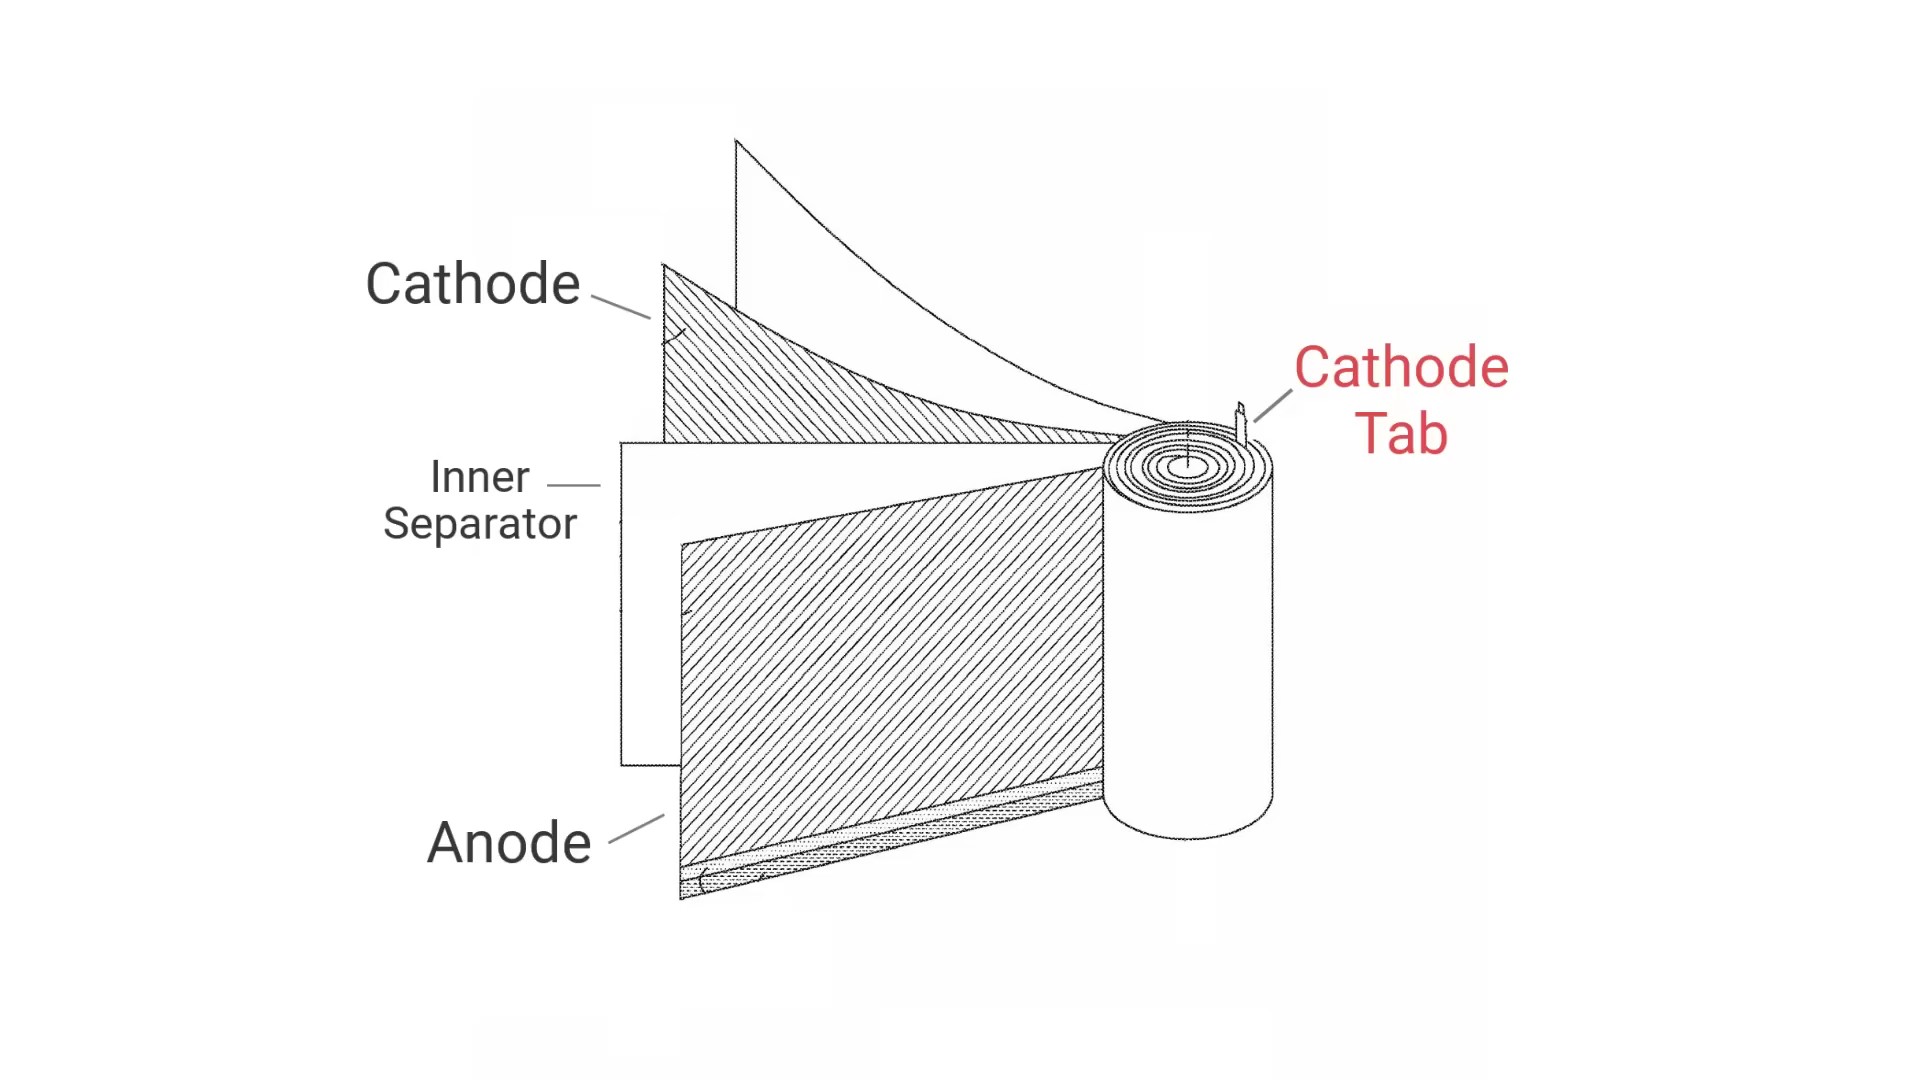 Cathode
Cathode
Tab
Inner
Separator
Anode